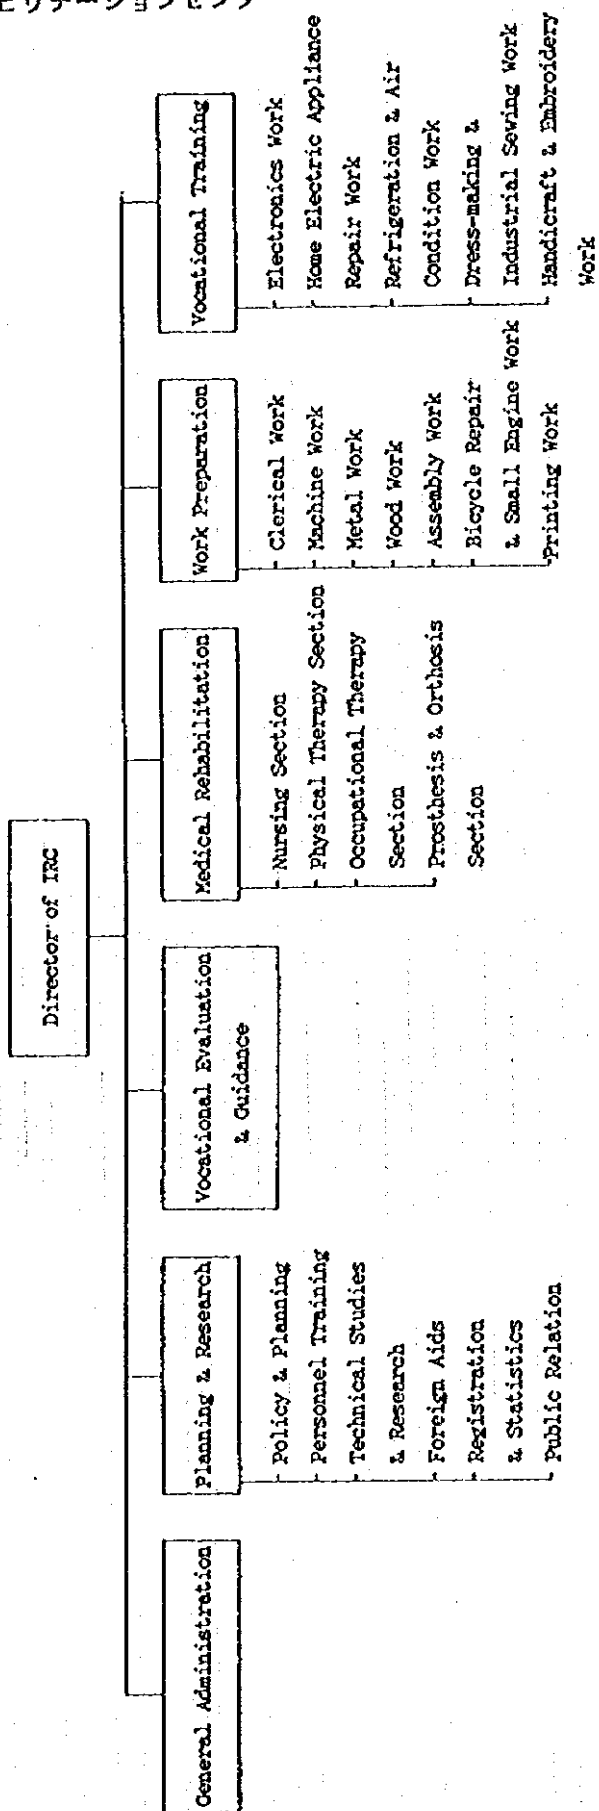 ビリテーションセンター
Director of IRC
General Administration
Planning & Research
Policy & Planning
Personnel Training
Technical Studies
& Research
Foreign Aids
Registration
& Statistics
Public Relation
Vocational Evaluation
& Guidance
Medical Rehabilitation
Nursing Section
Physical Therapy Section
Occupational Therapy
Section
Prosthesis & Orthosis
Section
Work Preparation
Clerical Work
Machine Work
Metal Work
Wood Work
Assembly Work
Bicycle Repair
& Small Engine Work
Printing Work
Vocational Training
Electronics Work
Home Electric Appliance
Repair Work
Refrigeration & Air
Condition Work
Dress-making &
Industrial Sewing Work
Handicraft & Embroidery
Work